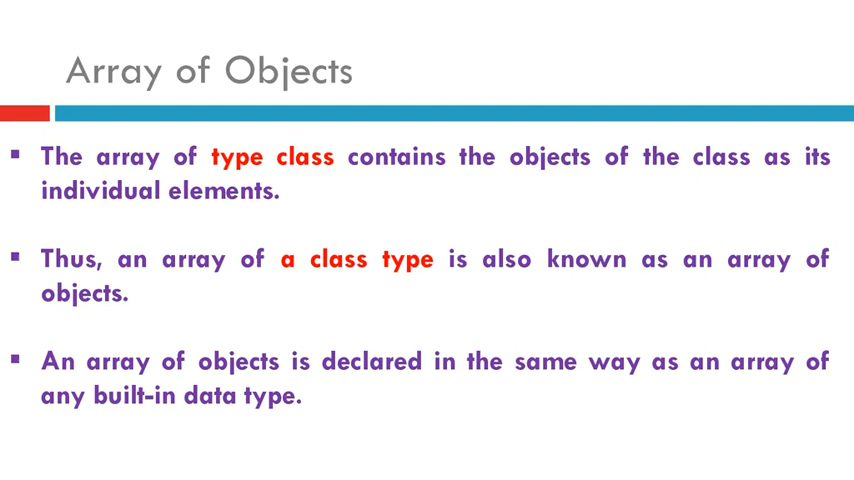 Array of Objects
▪ The array of type class contains the objects of the class as its
individual elements.
▪ Thus, an array of a class type is also known as an array of
objects.
▪ An array of objects is declared in the same way as an array of
any built-in data type.